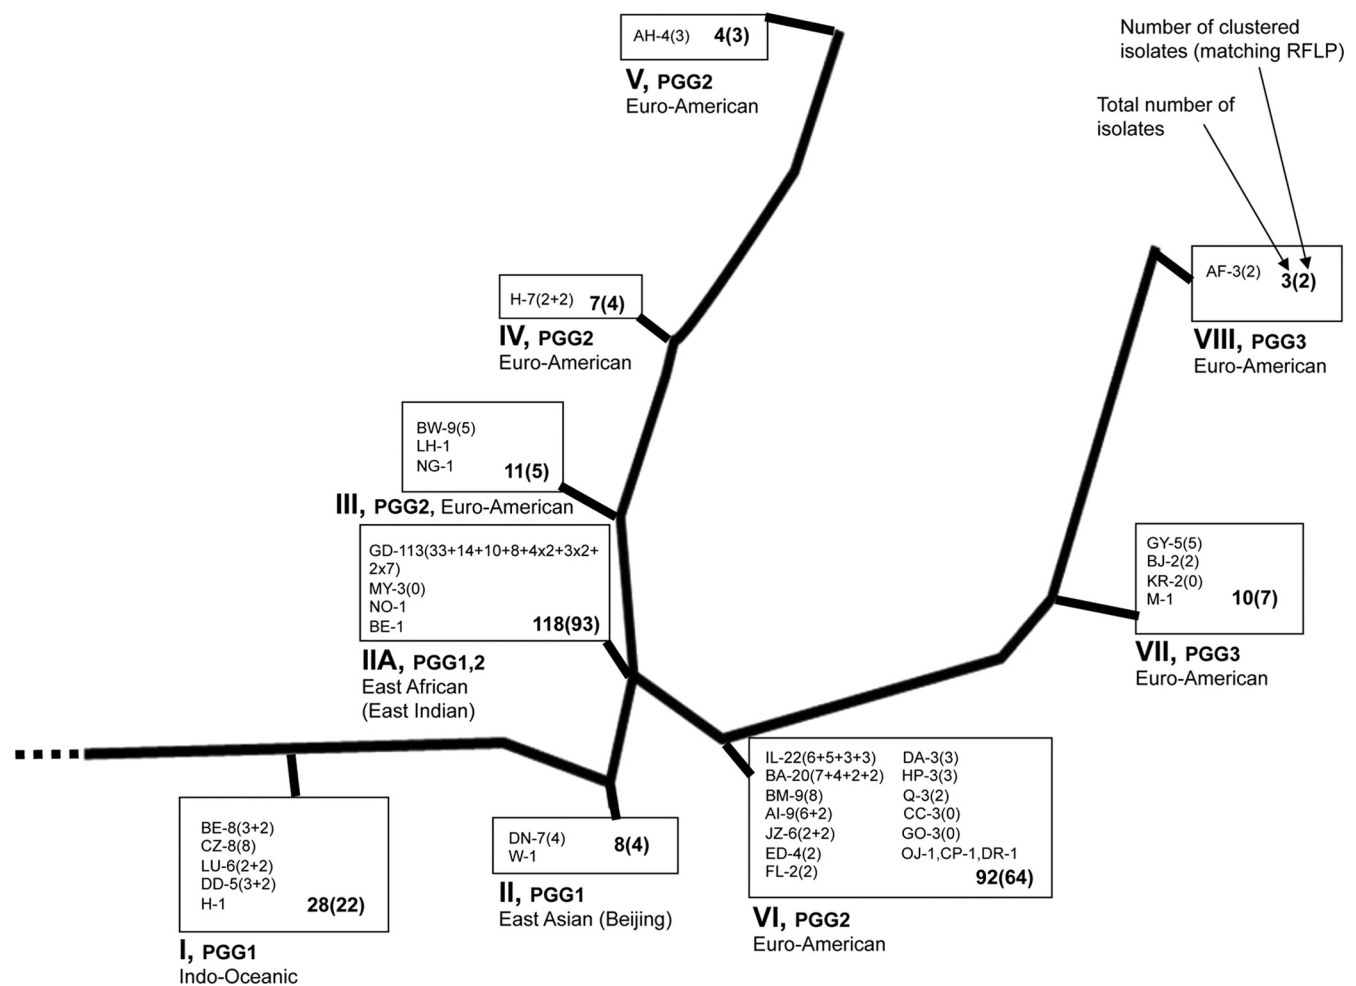 AH-4(3) 4(3)
V, PGG2
Euro-American
Number of clustered
isolates (matching RFLP)
Total number of
isolates
AF-3(2)
3(2)
VIII, PGG3
Euro-American
H-7(2+2) 7(4)
IV, PGG2
Euro-American
BW-9(5)
LH-1
NG-1
11(5)
III, PGG2, Euro-American
GD-113(33+14+10+8+4x2+3x2+
2x7)
MY-3(0)
NO-1
BE-1
118(93)
IIA, PGG1,2
East African
(East Indian)
GY-5(5)
BJ-2(2)
KR-2(0)
M-1
10(7)
VII, PGG3
Euro-American
BE-8(3+2)
CZ-8(8)
LU-6(2+2)
DD-5(3+2)
H-1
28(22)
I, PGG1
Indo-Oceanic
DN-7(4)
W-1
8(4)
II, PGG1
East Asian (Beijing)
IL-22(6+5+3+3)
BA-20(7+4+2+2)
BM-9(8)
AI-9(6+2)
JZ-6(2+2)
ED-4(2)
FL-2(2)
DA-3(3)
HP-3(3)
Q-3(2)
CC-3(0)
GO-3(0)
OJ-1,CP-1,DR-1
92(64)
VI, PGG2
Euro-American